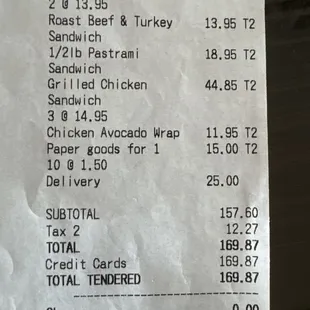 2 @ 13.95
Roast Beef & Turkey 13.95 T2
Sandwich
1/2lb Pastrami 18.95 T2
Sandwich
Grilled Chicken 44.85 T2
Sandwich
3 @ 14.95
Chicken Avocado Wrap 11.95 T2
Paper goods for 1 15.00 T2
10 @ 1.50
Delivery 25.00
SUBTOTAL 157.60
Tax 2 12.27
TOTAL 169.87
Credit Cards 169.87
TOTAL TENDERED 169.87
0.00